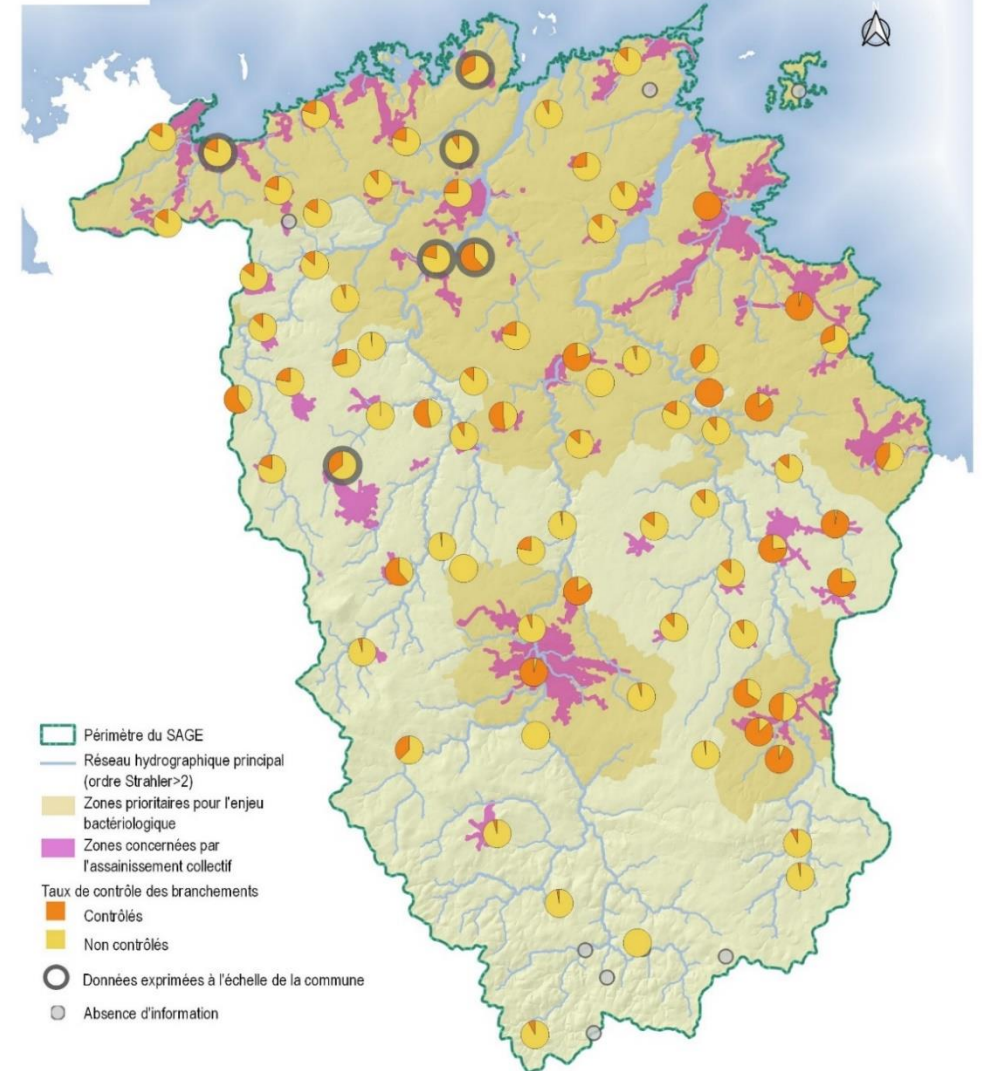 Périmètre du SAGE
Réseau hydrographique principal
(ordre Strahler>2)
Zones prioritaires pour l'enjeu
bactériologique
Zones concernées par
l'assainissement collectif
Taux de contrôle des branchements
Contrôlés
Non contrôlés
Données exprimées à l'échelle de la commune
Absence d'information